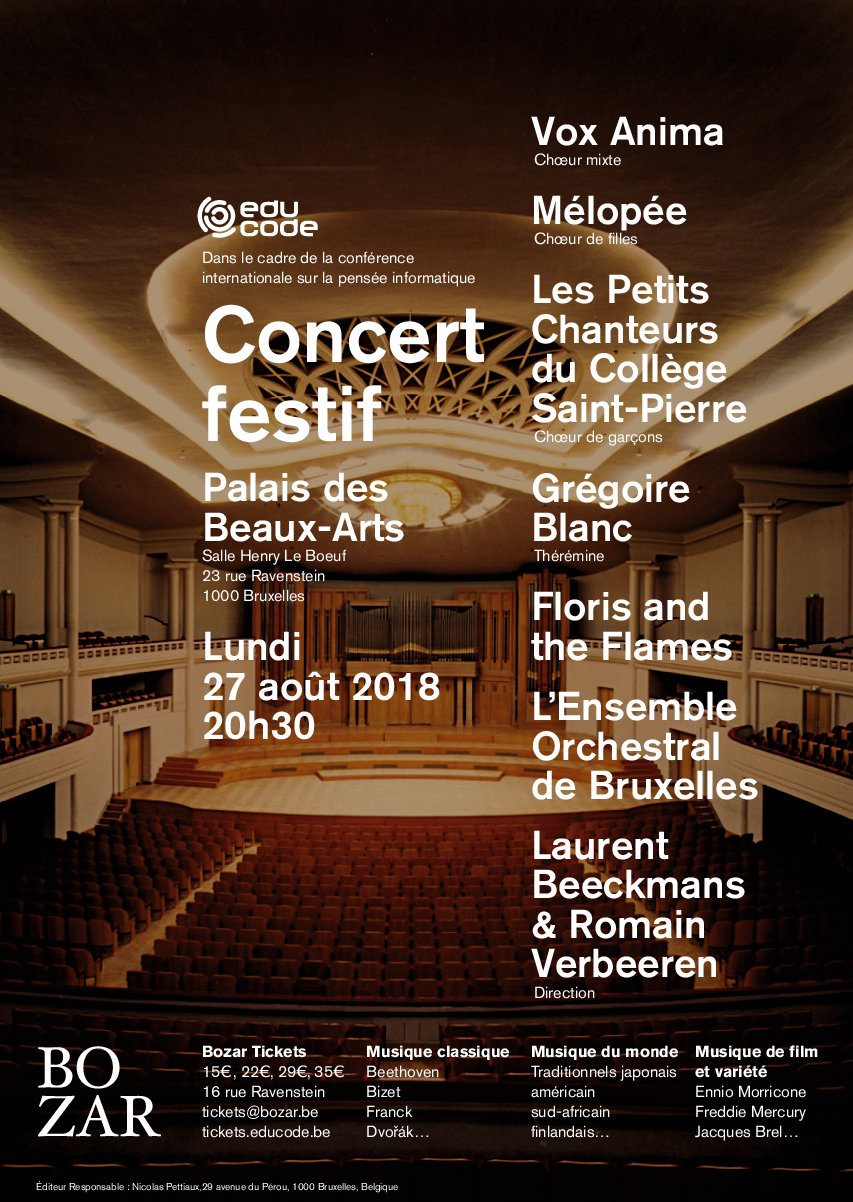 edu
code
Dans le cadre de la conférence
internationale sur la pensée informatique
Concert
festif
Palais des
Beaux-Arts
Salle Henry Le Boeuf
23 rue Ravenstein
1000 Bruxelles
Lundi
27 août 2018
20h30
Vox Anima
Chœur mixte
Mélopée
Chœur de filles
Les Petits
Chanteurs
du Collège
Saint-Pierre
Chœur de garçons
Grégoire
Blanc
Thérémine
Floris and
the Flames
L’Ensemble
Orchestral
de Bruxelles
Laurent
Beeckmans
& Romain
Verbeeren
Direction
BO
ZAR
Bozar Tickets
15€, 22€, 29€, 35€
16 rue Ravenstein
tickets@bozar.be
tickets.educode.be
Musique classique
Beethoven
Bizet
Franck
Dvořák…
Musique du monde
Traditionnels japonais
américain
sud-africain
finlandais…
Musique de film
et variété
Ennio Morricone
Freddie Mercury
Jacques Brel…
Éditeur Responsable : Nicolas Pettiaux,29 avenue du Pérou, 1000 Bruxelles, Belgique